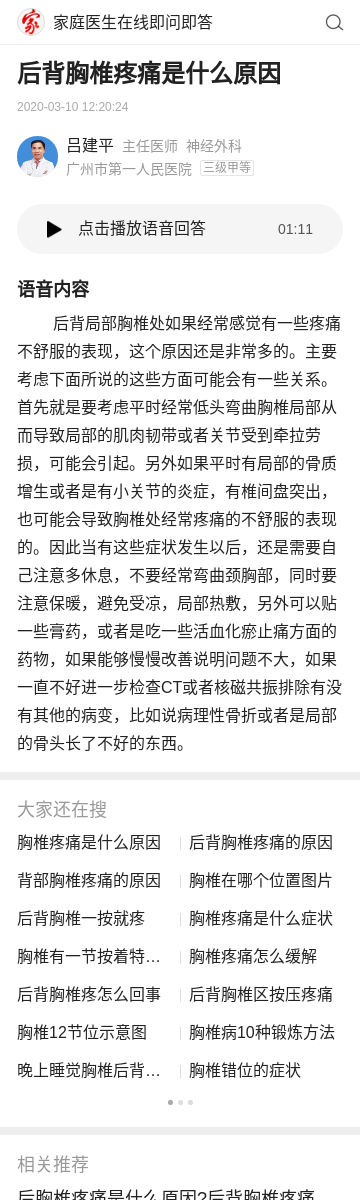 家庭医生在线即问即答
后背胸椎疼痛是什么原因
2020-03-10 12:20:24
吕建平 主任医师 神经外科
广州市第一人民医院 三级甲等
点击播放语音回答 01:11
语音内容
后背局部胸椎处如果经常感觉有一些疼痛
不舒服的表现，这个原因还是非常多的。主要
考虑下面所说的这些方面可能会有一些关系。
首先就是要考虑平时经常低头弯曲胸椎局部从
而导致局部的肌肉韧带或者关节受到牵拉劳
损，可能会引起。另外如果平时有局部的骨质
增生或者是有小关节的炎症，有椎间盘突出，
也可能会导致胸椎处经常疼痛的不舒服的表现
的。因此当有这些症状发生以后，还是需要自
己注意多休息，不要经常弯曲颈胸部，同时要
注意保暖，避免受凉，局部热敷，另外可以贴
一些膏药，或者是吃一些活血化瘀止痛方面的
药物，如果能够慢慢改善说明问题不大，如果
一直不好进一步检查CT或者核磁共振排除有没
有其他的病变，比如说病理性骨折或者是局部
的骨头长了不好的东西。
大家还在搜
胸椎疼痛是什么原因 后背胸椎疼痛的原因
背部胸椎疼痛的原因 胸椎在哪个位置图片
后背胸椎一按就疼 胸椎疼痛是什么症状
胸椎有一节按着特... 胸椎疼痛怎么缓解
后背胸椎疼怎么回事 后背胸椎区按压疼痛
胸椎12节位示意图 胸椎病10种锻炼方法
晚上睡觉胸椎后背... 胸椎错位的症状
相关推荐
后胸椎疼痛是什么原因?后背胸椎疼痛